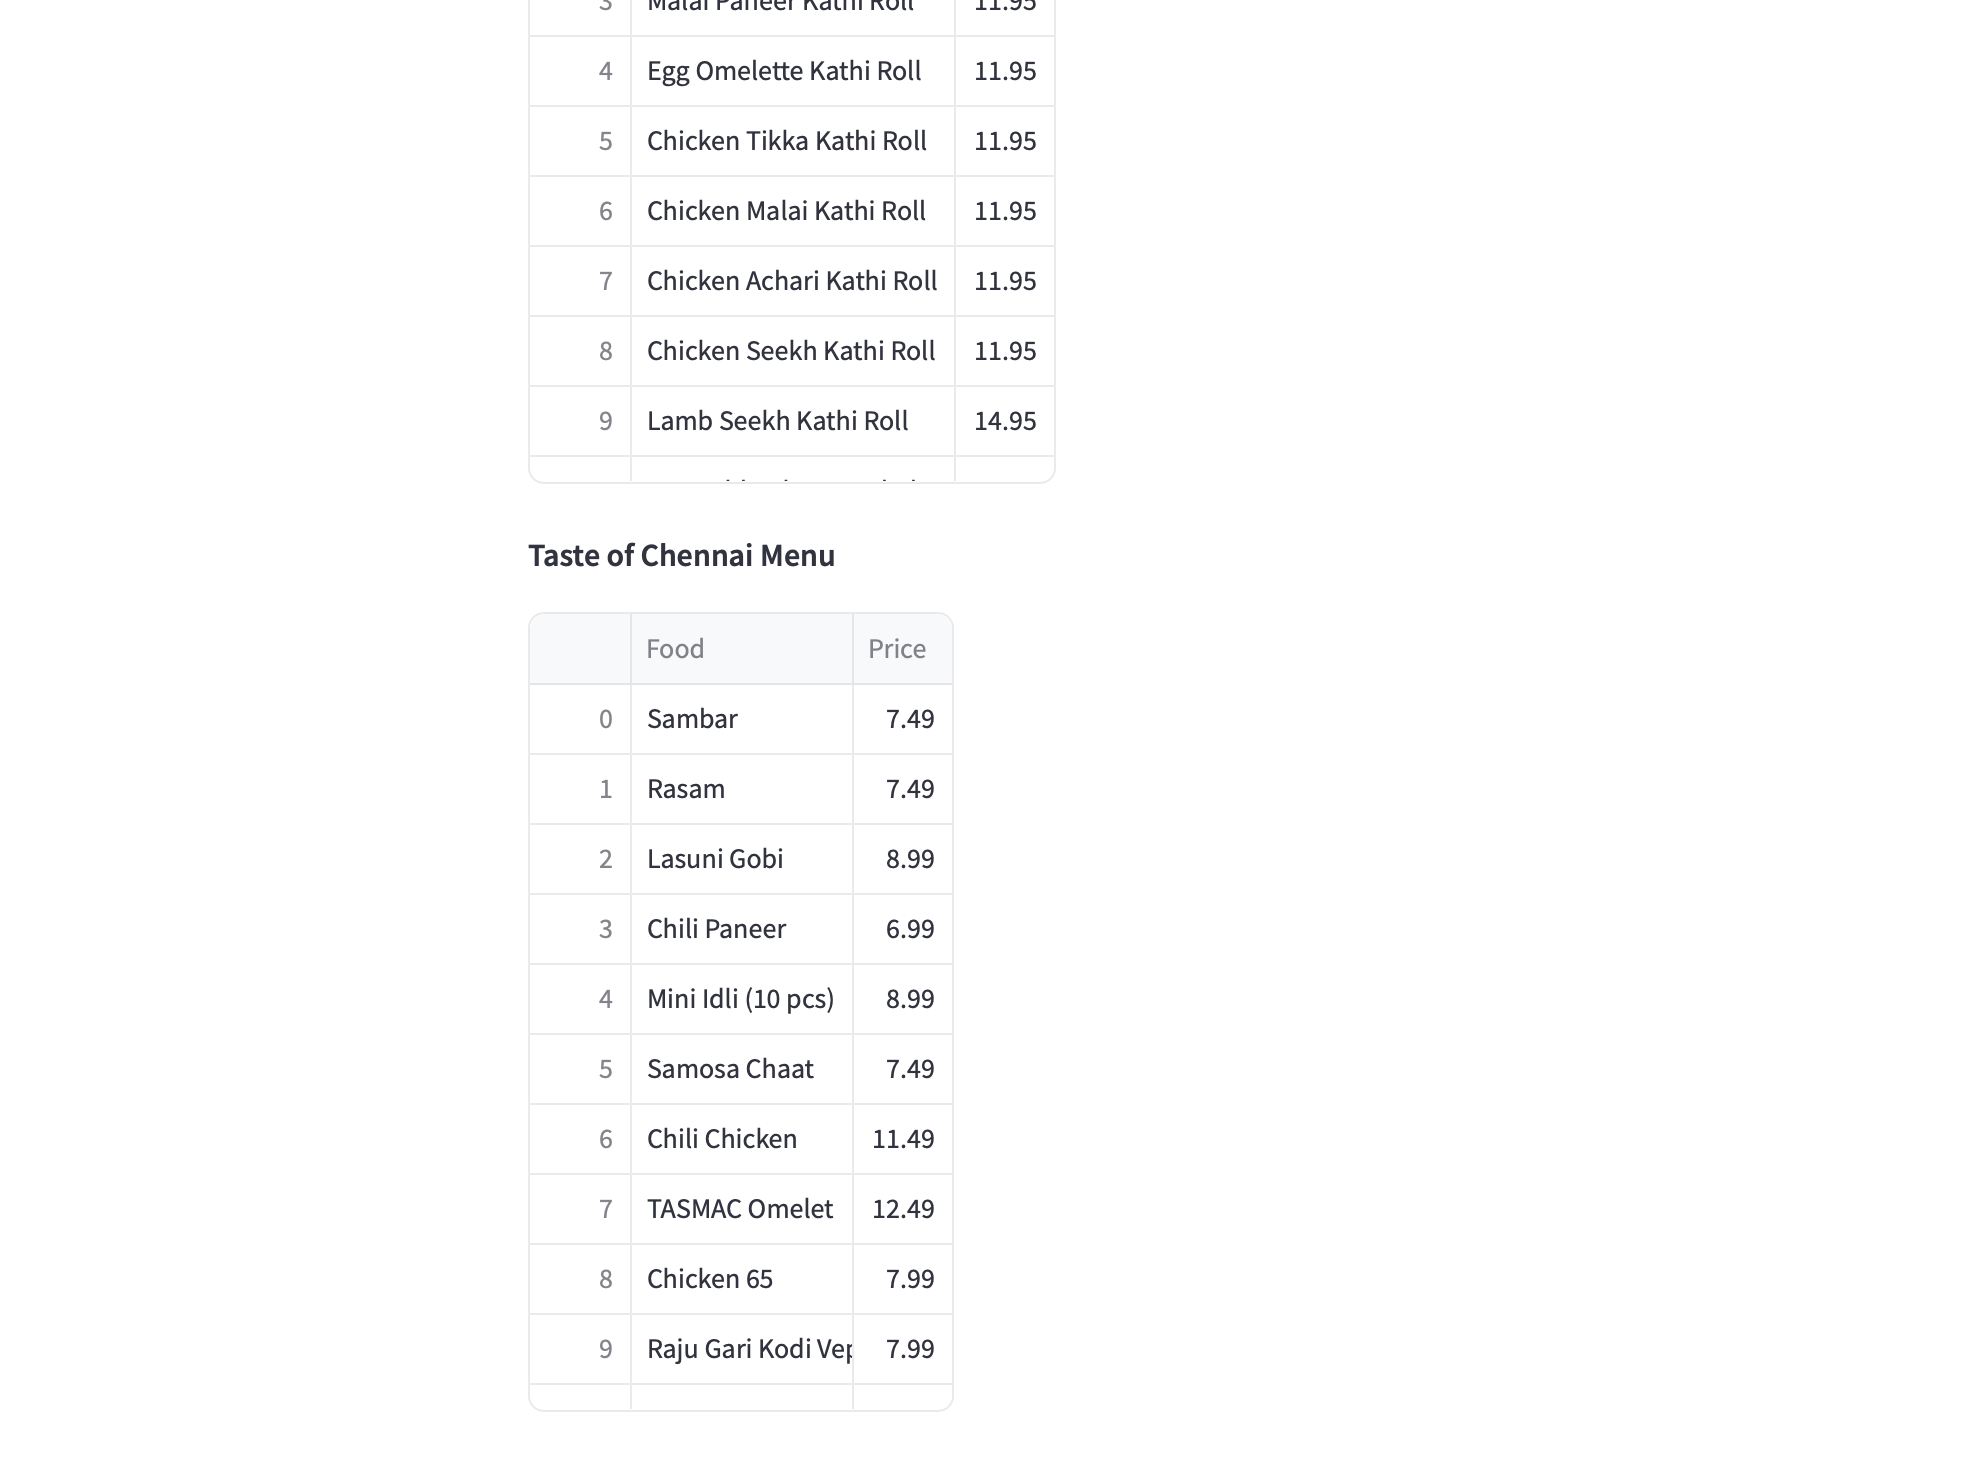 3 Malai Paneer Kathi Roll 11.95
4 Egg Omelette Kathi Roll 11.95
5 Chicken Tikka Kathi Roll 11.95
6 Chicken Malai Kathi Roll 11.95
7 Chicken Achari Kathi Roll 11.95
8 Chicken Seekh Kathi Roll 11.95
9 Lamb Seekh Kathi Roll 14.95
Taste of Chennai Menu
Food Price
0 Sambar 7.49
1 Rasam 7.49
2 Lasuni Gobi 8.99
3 Chili Paneer 6.99
4 Mini Idli (10 pcs) 8.99
5 Samosa Chaat 7.49
6 Chili Chicken 11.49
7 TASMAC Omelet 12.49
8 Chicken 65 7.99
9 Raju Gari Kodi Vep 7.99